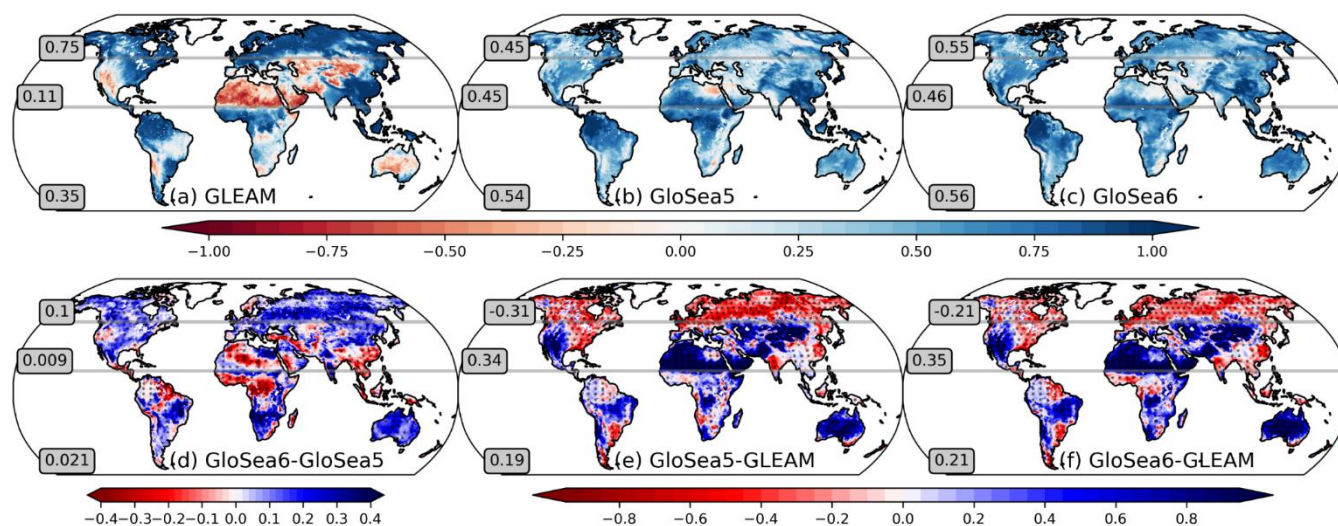 0.75
0.11
0.35
(a) GLEAM
0.45
0.45
0.54
(b) GloSea5
0.55
0.46
0.56
(c) GloSea6
−1.00 −0.75 −0.50 −0.25 0.00 0.25 0.50 0.75 1.00
0.1
0.009
0.021
(d) GloSea6-GloSea5
-0.31
0.34
0.19
(e) GloSea5-GLEAM
-0.21
0.35
0.21
(f) GloSea6-GLEAM
−0.4 −0.3 −0.2 −0.1 0.0 0.1 0.2 0.3 0.4
−0.8 −0.6 −0.4 −0.2 0.0 0.2 0.4 0.6 0.8